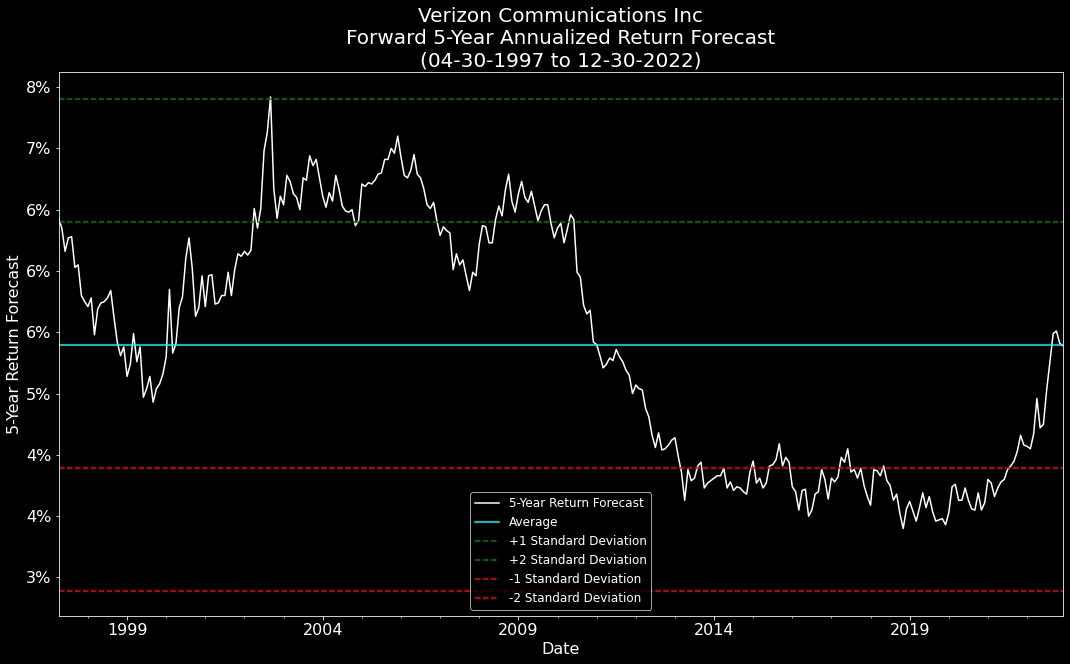 Verizon Communications Inc
Forward 5-Year Annualized Return Forecast
(04-30-1997 to 12-30-2022)
8%
7%
6%
6%
6%
5%
4%
4%
3%
5-Year Return Forecast
5-Year Return Forecast
Average
+1 Standard Deviation
+2 Standard Deviation
-1 Standard Deviation
-2 Standard Deviation
1999
2004
2009
2014
2019
Date